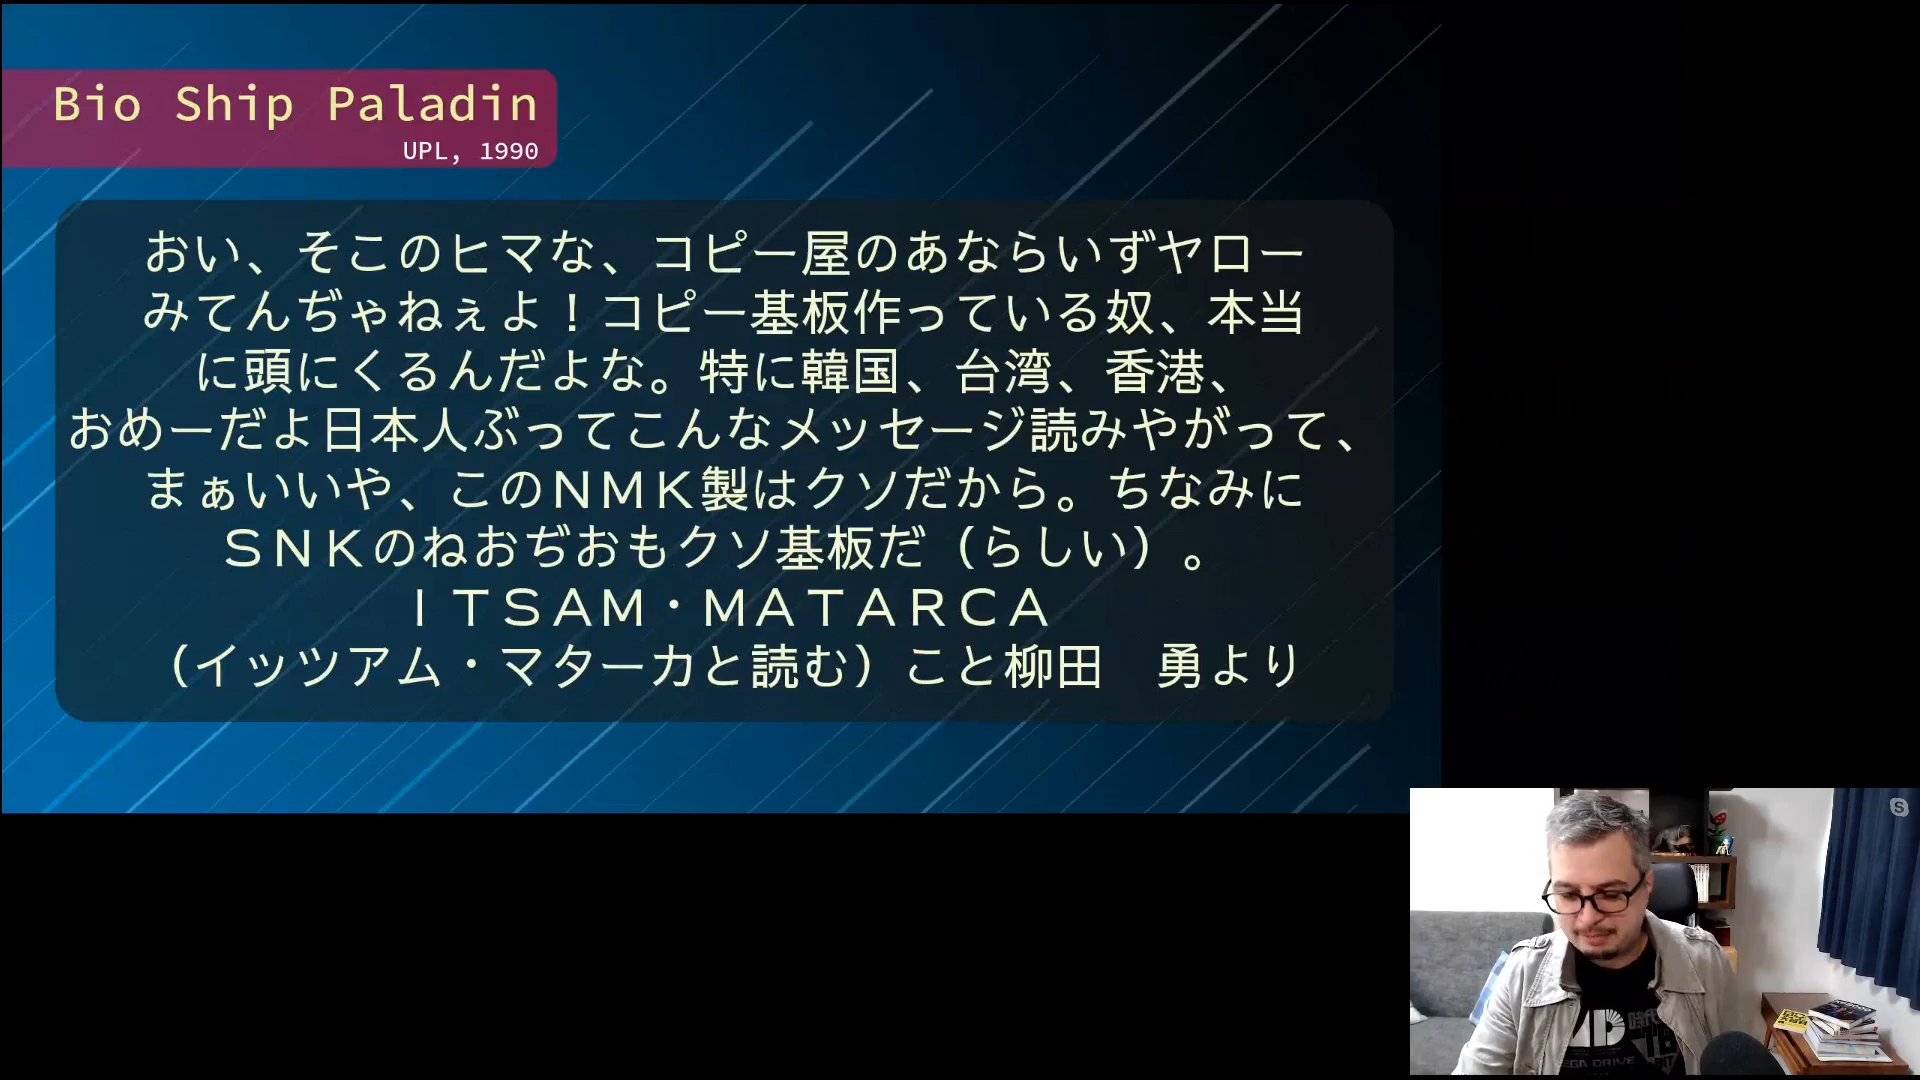 Bio Ship Paladin
UPL, 1990
おい、そこのヒマな、コピー屋のあならいずヤロー
みてんぢゃねぇよ！コピー基板作っている奴、本当
に頭にくるんだよな。特に韓国、台湾、香港、
おめーだよ日本人ぶってこんなメッセージ読みやがって、
まぁいいや、このＮＭＫ製はクソだから。ちなみに
ＳＮＫのねおぢおもクソ基板だ（らしい）。
ＩＴＳＡＭ・ＭＡＴＡＲＣＡ
（イッツアム・マターカと読む）こと柳田　勇より
S
時代
MEGA DRIVE